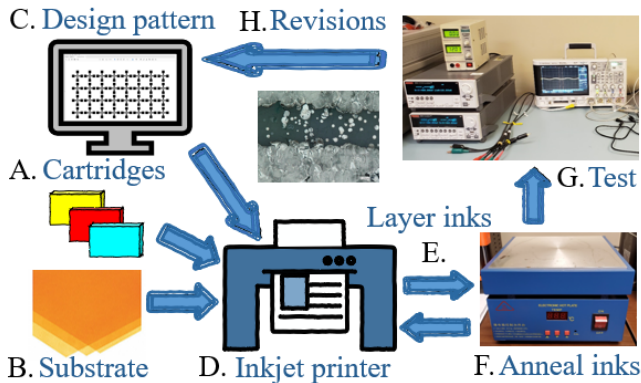 C. Design pattern
H. Revisions
A. Cartridges
G. Test
Layer inks
E.
B. Substrate
D. Inkjet printer
F. Anneal inks